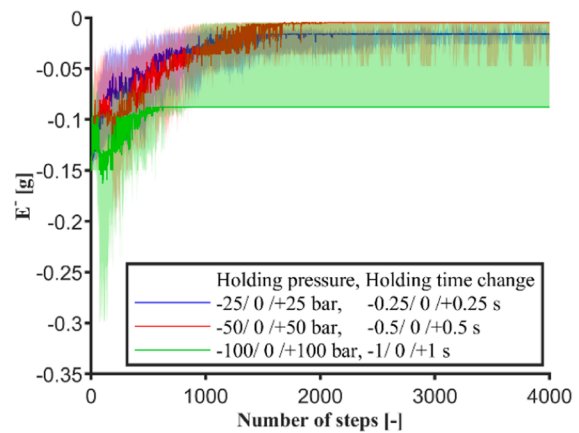 0
-0.05
-0.1
-0.15
-0.2
-0.25
-0.3
-0.35
E⁻ [g]
Holding pressure, Holding time change
-25/ 0 /+25 bar, -0.25/ 0 /+0.25 s
-50/ 0 /+50 bar, -0.5/ 0 /+0.5 s
-100/ 0 /+100 bar, -1/ 0 /+1 s
0 1000 2000 3000 4000
Number of steps [-]